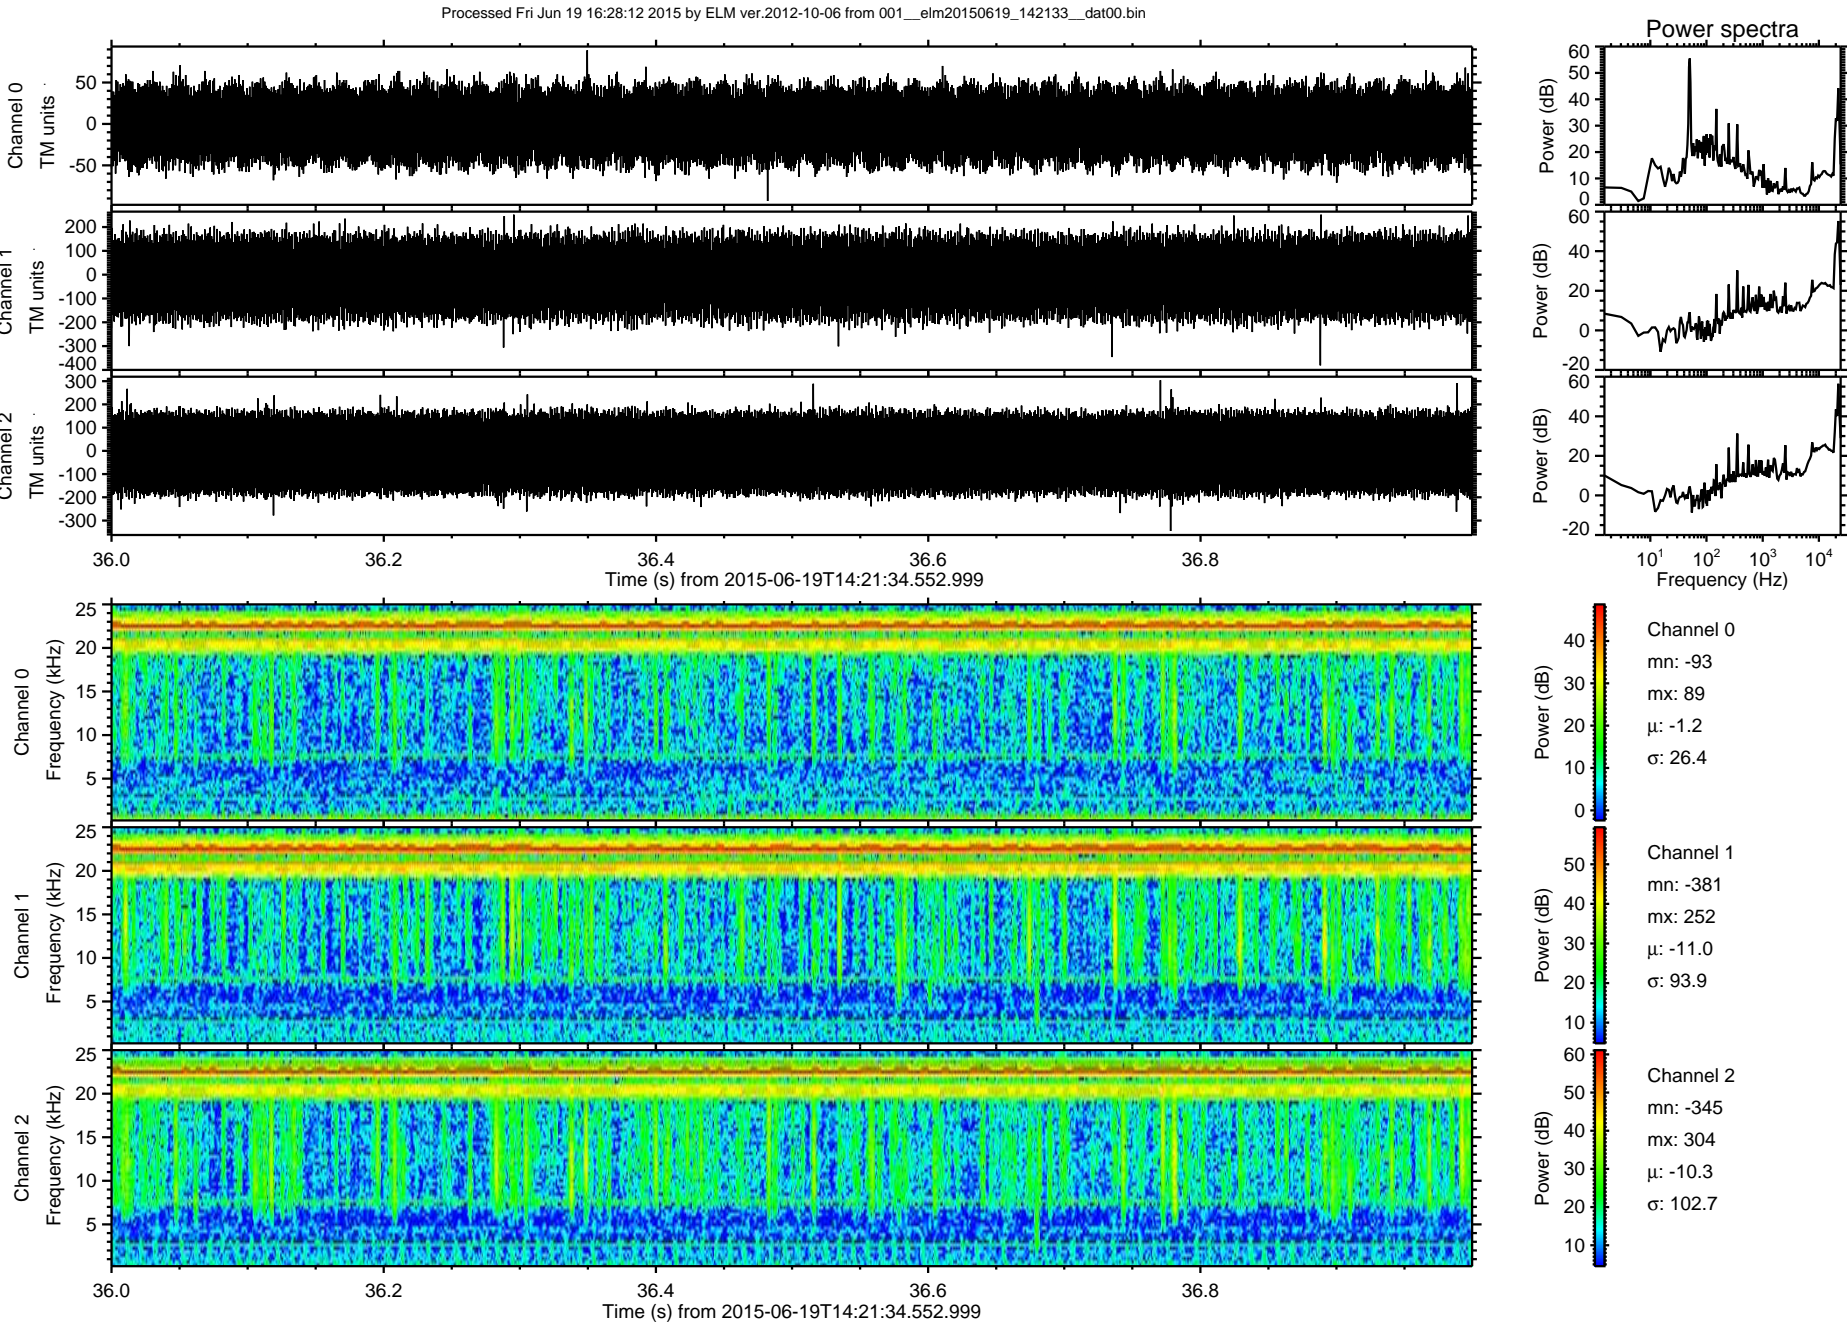 Processed Fri Jun 19 16:28:12 2015 by ELM ver.2012-10-06 from 001__elm20150619_142133__dat00.bin
Power spectra
Channel 0
TM units
50
0
-50
Power (dB)
60
50
40
30
20
10
0
Channel 1
TM units
200
100
0
-100
-200
-300
-400
Power (dB)
60
40
20
0
-20
Channel 2
TM units
300
200
100
0
-100
-200
-300
Power (dB)
60
40
20
0
-20
36.0 36.2 36.4 36.6 36.8
Time (s) from 2015-06-19T14:21:34.552.999
10¹ 10² 10³ 10⁴
Frequency (Hz)
Channel 0
Frequency (kHz)
25
20
15
10
5
Power (dB)
40
30
20
10
0
Channel 0
mn: -93
mx: 89
μ: -1.2
σ: 26.4
Channel 1
Frequency (kHz)
25
20
15
10
5
Power (dB)
50
40
30
20
10
Channel 1
mn: -381
mx: 252
μ: -11.0
σ: 93.9
Channel 2
Frequency (kHz)
25
20
15
10
5
Power (dB)
60
50
40
30
20
10
Channel 2
mn: -345
mx: 304
μ: -10.3
σ: 102.7
36.0 36.2 36.4 36.6 36.8
Time (s) from 2015-06-19T14:21:34.552.999